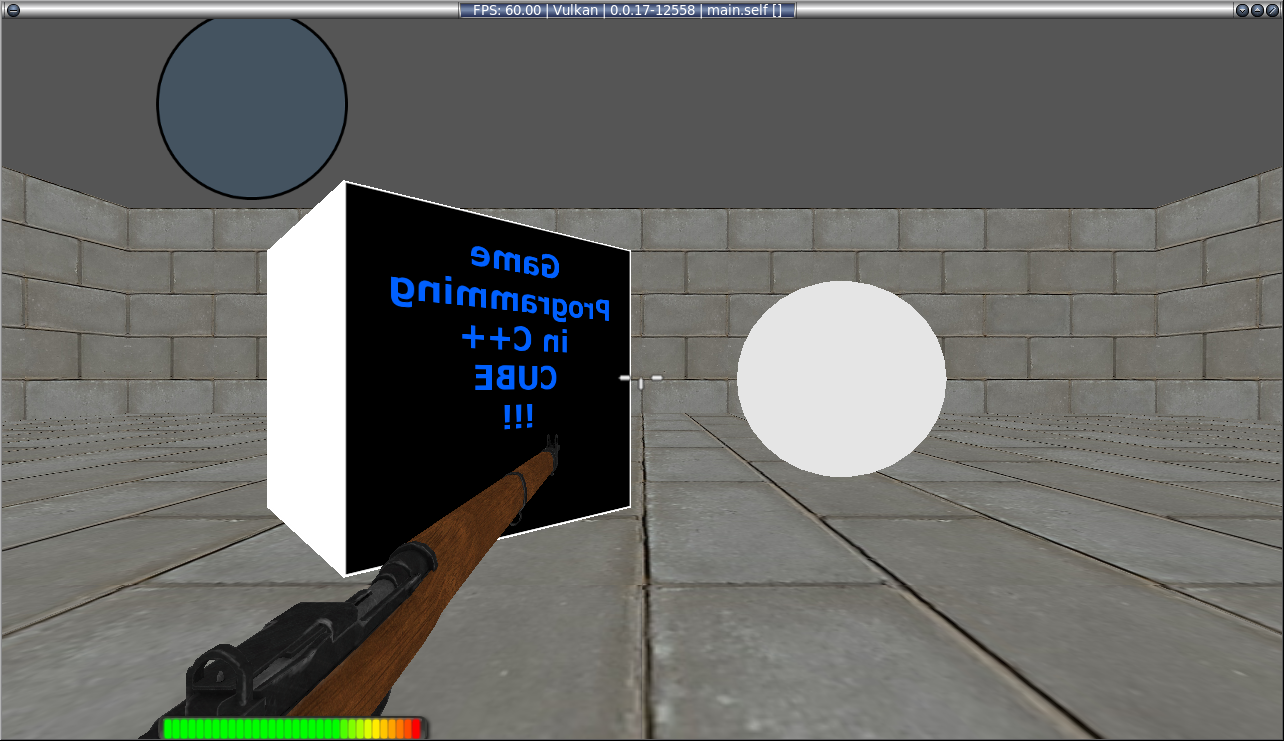 FPS: 60.00 | Vulkan | 0.0.17-12558 | main.self []
Game
Programming
in C++
CUBE
!!!